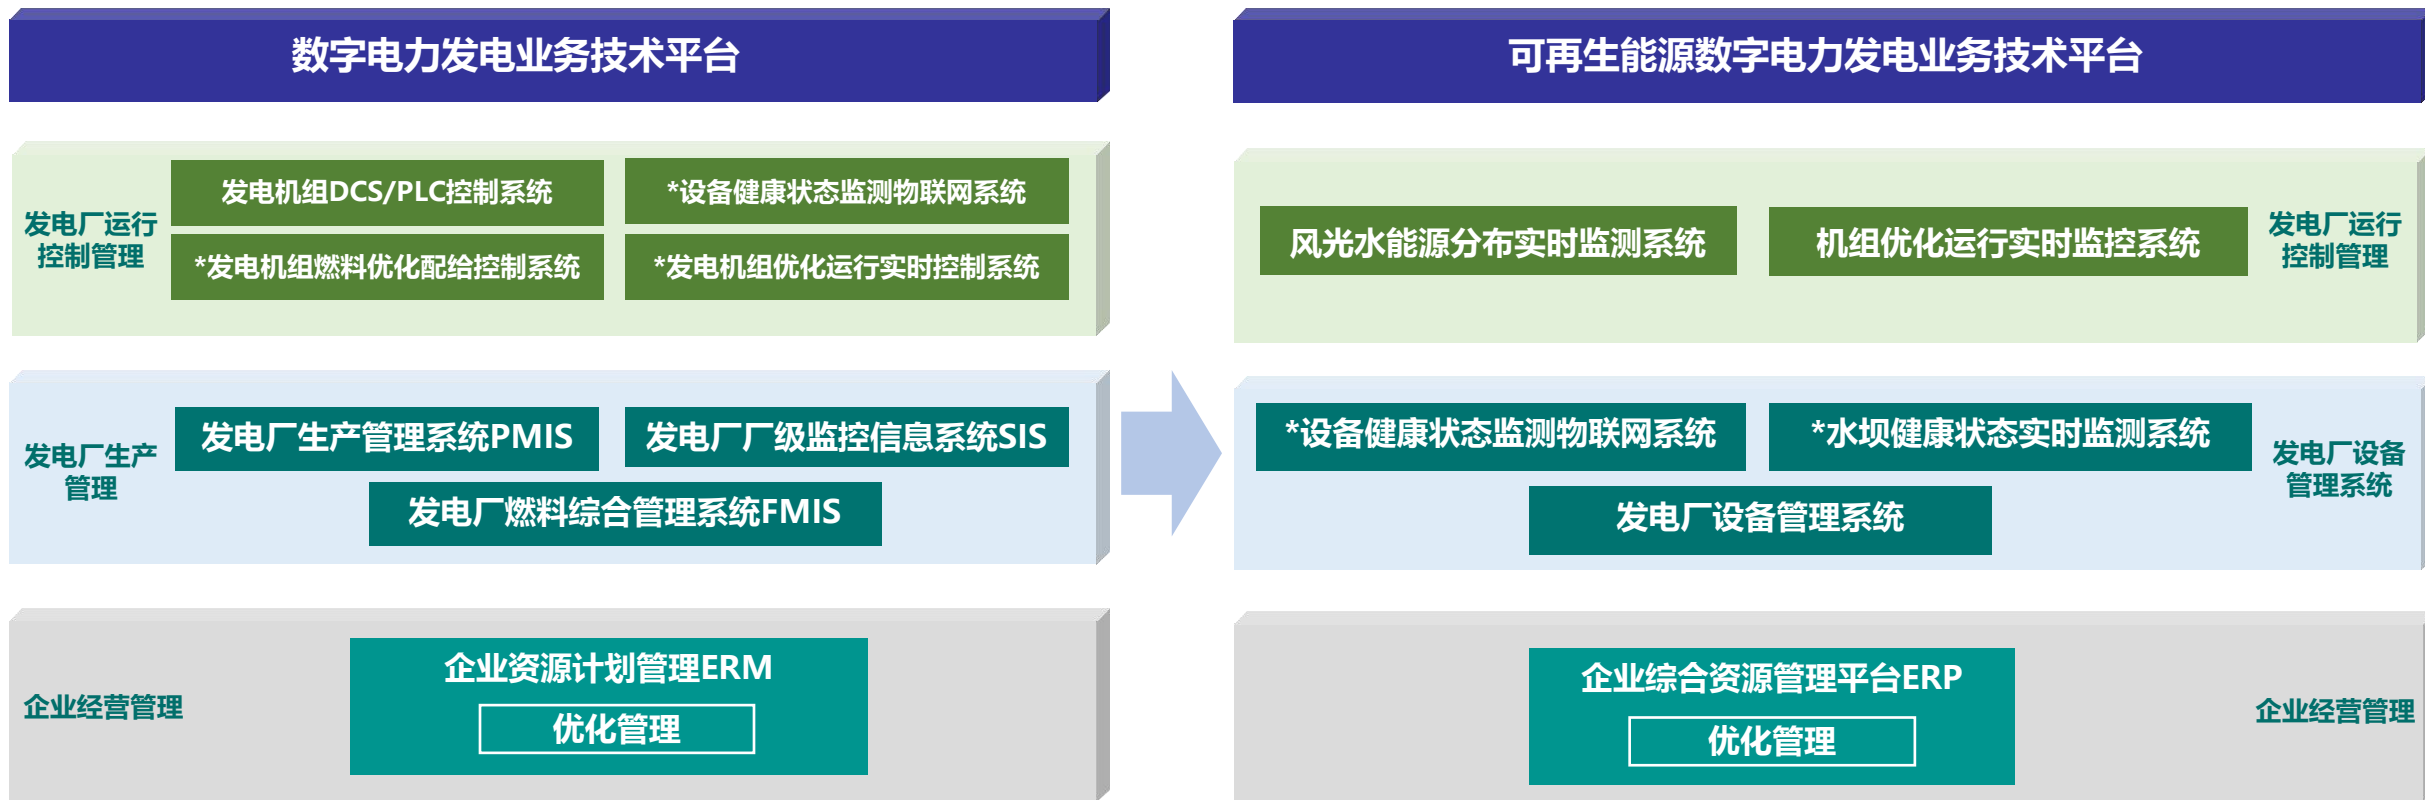 数字电力发电业务技术平台
发电厂运行
控制管理
发电机组DCS/PLC控制系统
*设备健康状态监测物联网系统
*发电机组燃料优化配给控制系统
*发电机组优化运行实时控制系统
发电厂生产
管理
发电厂生产管理系统PMIS
发电厂厂级监控信息系统SIS
发电厂燃料综合管理系统FMIS
企业经营管理
企业资源计划管理ERM
优化管理
可再生能源数字电力发电业务技术平台
风光水能源分布实时监测系统
机组优化运行实时监控系统
发电厂运行
控制管理
*设备健康状态监测物联网系统
*水坝健康状态实时监测系统
发电厂设备管理系统
发电厂设备
管理系统
企业综合资源管理平台ERP
优化管理
企业经营管理